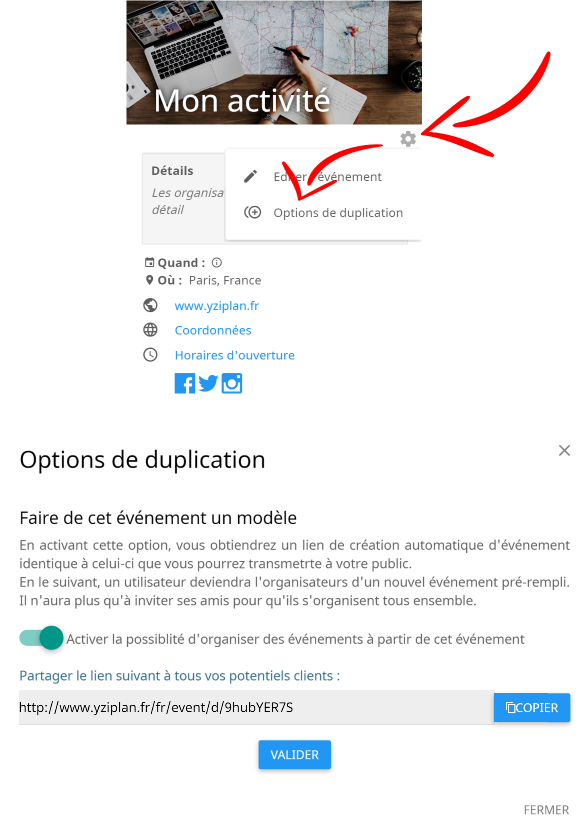 Mon activité
Détails
Les organisa
détail
Editer événement
Options de duplication
Quand :
Où : Paris, France
www.yziplan.fr
Coordonnées
Horaires d'ouverture
Options de duplication
Faire de cet événement un modèle
En activant cette option, vous obtiendrez un lien de création automatique d'événement
identique à celui-ci que vous pourrez transmetrte à votre public.
En le suivant, un utilisateur deviendra l'organisateurs d'un nouvel événement pré-rempli.
Il n'aura plus qu'à inviter ses amis pour qu'ils s'organisent tous ensemble.
Activer la possiblité d'organiser des événements à partir de cet événement
Partager le lien suivant à tous vos potentiels clients :
http://www.yziplan.fr/fr/event/d/9hubYER7S
COPIER
VALIDER
FERMER